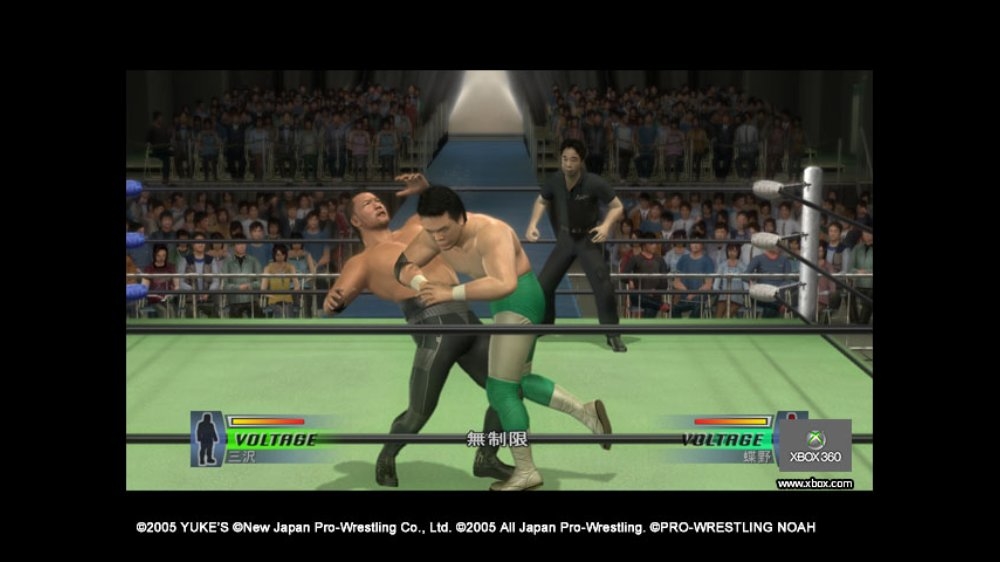 VOLTAGE
三沢
無制限
VOLTAGE
蝶野
XBOX 360
www.xbox.com
©2005 YUKE'S ©New Japan Pro-Wrestling Co., Ltd. ©2005 All Japan Pro-Wrestling. ©PRO-WRESTLING NOAH